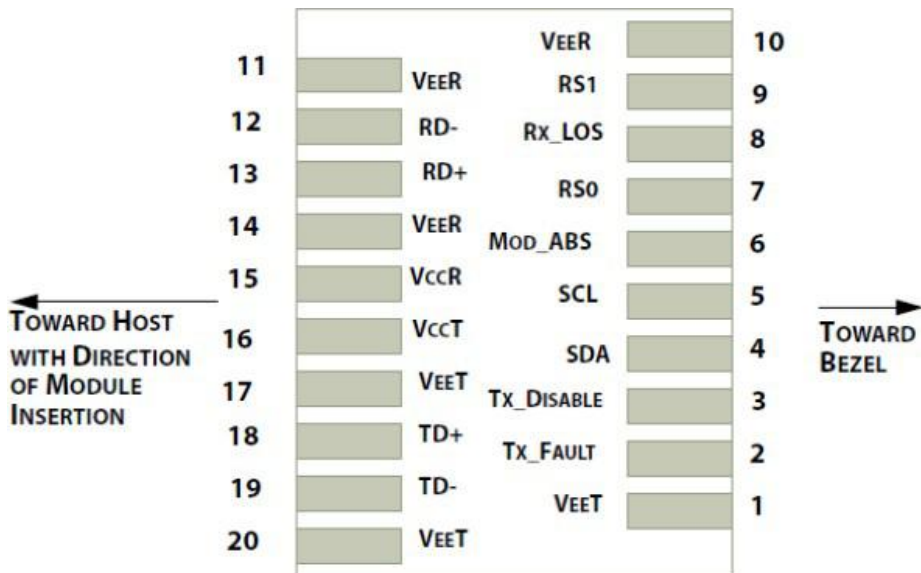 VEER 10
11 VEER
RS1 9
12 RD-
Rx_LOS 8
13 RD+
RS0 7
14 VEER
MOD_ABS 6
15 VCCR
SCL 5
TOWARD HOST
WITH DIRECTION
OF MODULE
INSERTION
16 VCCT
SDA 4
TOWARD
BEZEL
17 VEET
TX_DISABLE 3
18 TD+
TX_FAULT 2
19 TD-
VEET 1
20 VEET